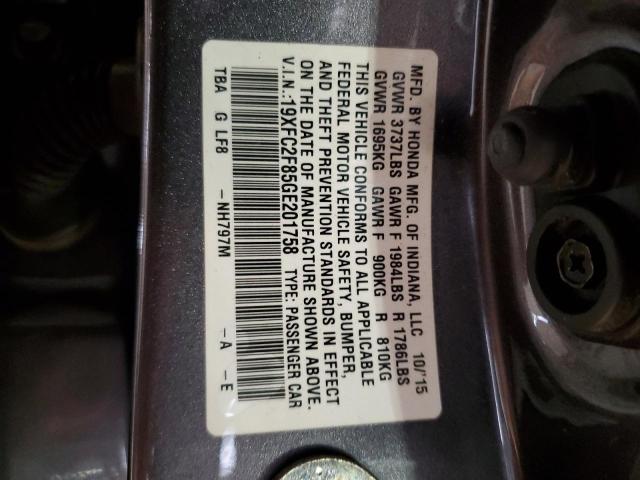 MFD. BY HONDA MFG. OF INDIANA, LLC 10/'15
GVWR 3737LBS GAWR F 1984LBS R 1786LBS
GVWR 1695KG GAWR F 900KG R 810KG
THIS VEHICLE CONFORMS TO ALL APPLICABLE
FEDERAL MOTOR VEHICLE SAFETY, BUMPER,
AND THEFT PREVENTION STANDARDS IN EFFECT
ON THE DATE OF MANUFACTURE SHOWN ABOVE.
V.I.N.:19XFC2F85GE201758 TYPE: PASSENGER CAR
TBA G LF8 -NH797M -A -E